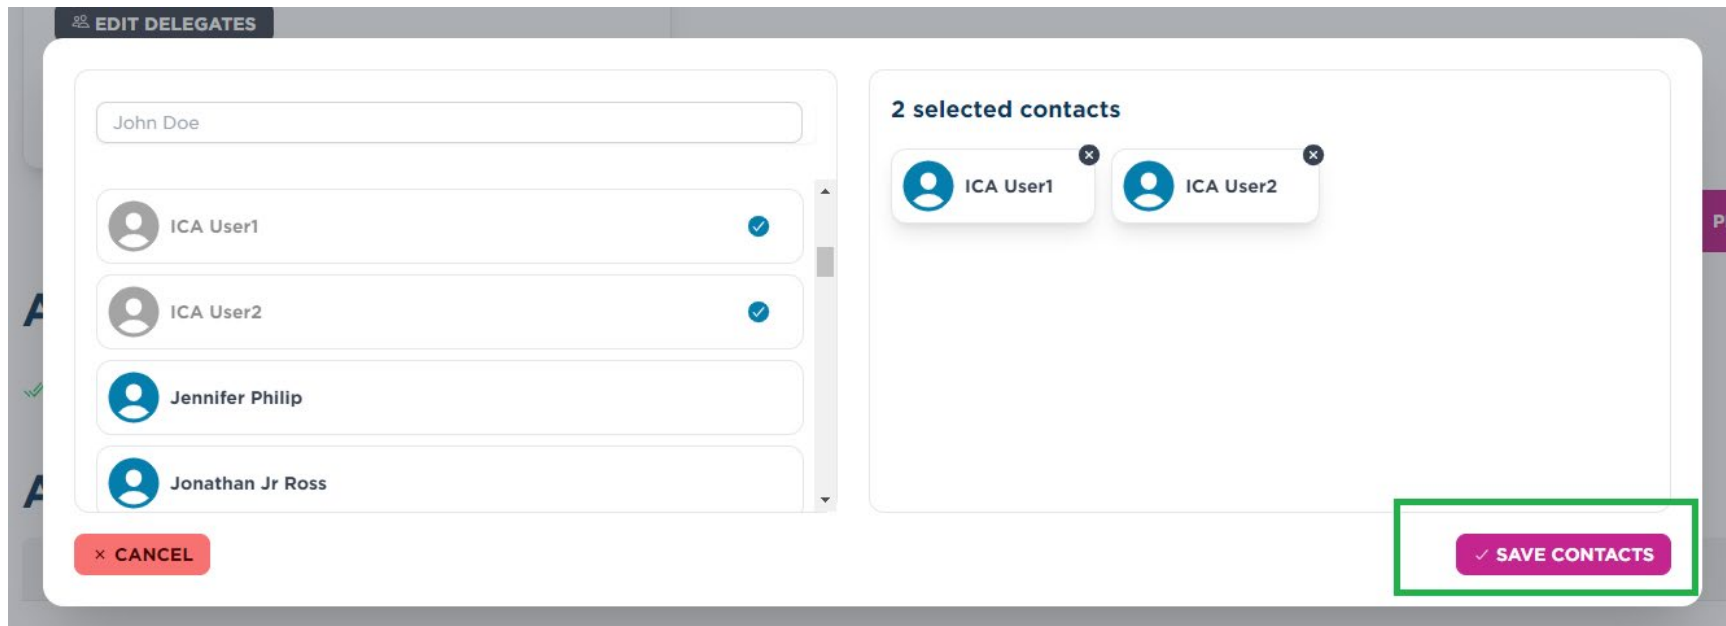 EDIT DELEGATES
John Doe
ICA User1
ICA User2
Jennifer Philip
Jonathan Jr Ross
2 selected contacts
ICA User1
ICA User2
× CANCEL
SAVE CONTACTS